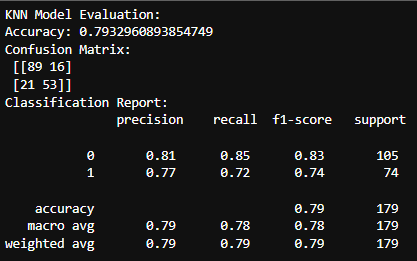 KNN Model Evaluation:
Accuracy: 0.7932960893854749
Confusion Matrix:
[[89 16]
[21 53]]
Classification Report:
precision recall f1-score support
0 0.81 0.85 0.83 105
1 0.77 0.72 0.74 74
accuracy 0.79 179
macro avg 0.79 0.78 0.78 179
weighted avg 0.79 0.79 0.79 179